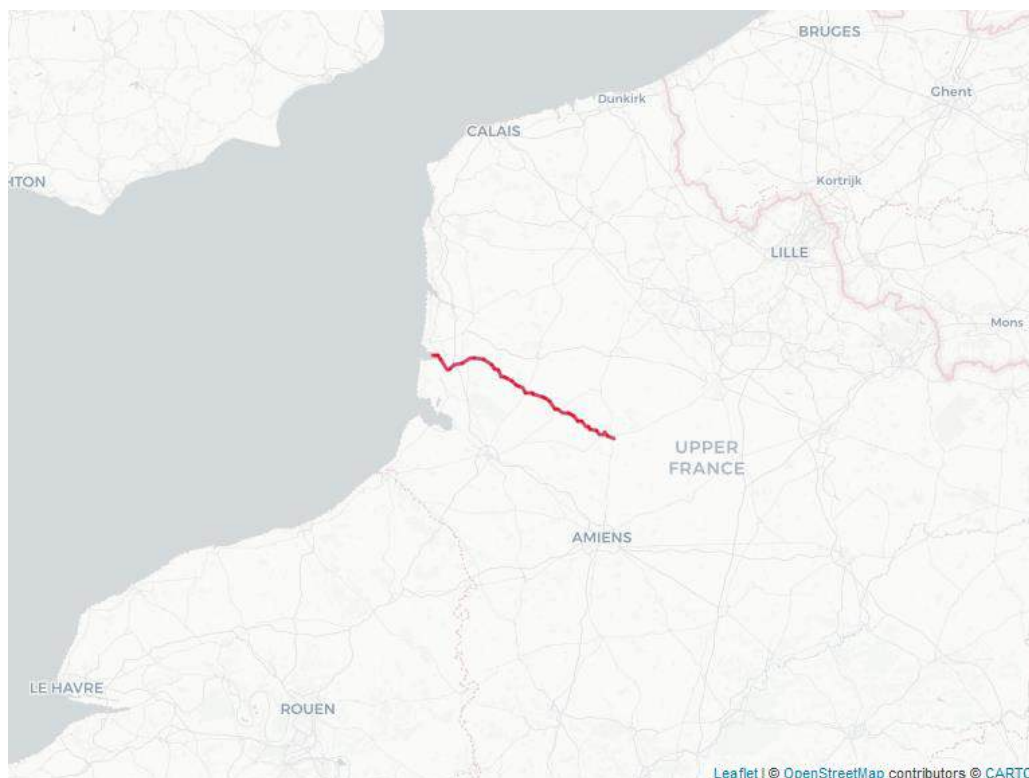 BRUGES
Ghent
Dunkirk
CALAIS
HTON
Kortrijk
LILLE
Mons
UPPER
FRANCE
AMIENS
LE HAVRE
ROUEN
Leaflet | © OpenStreetMap contributors © CARTO